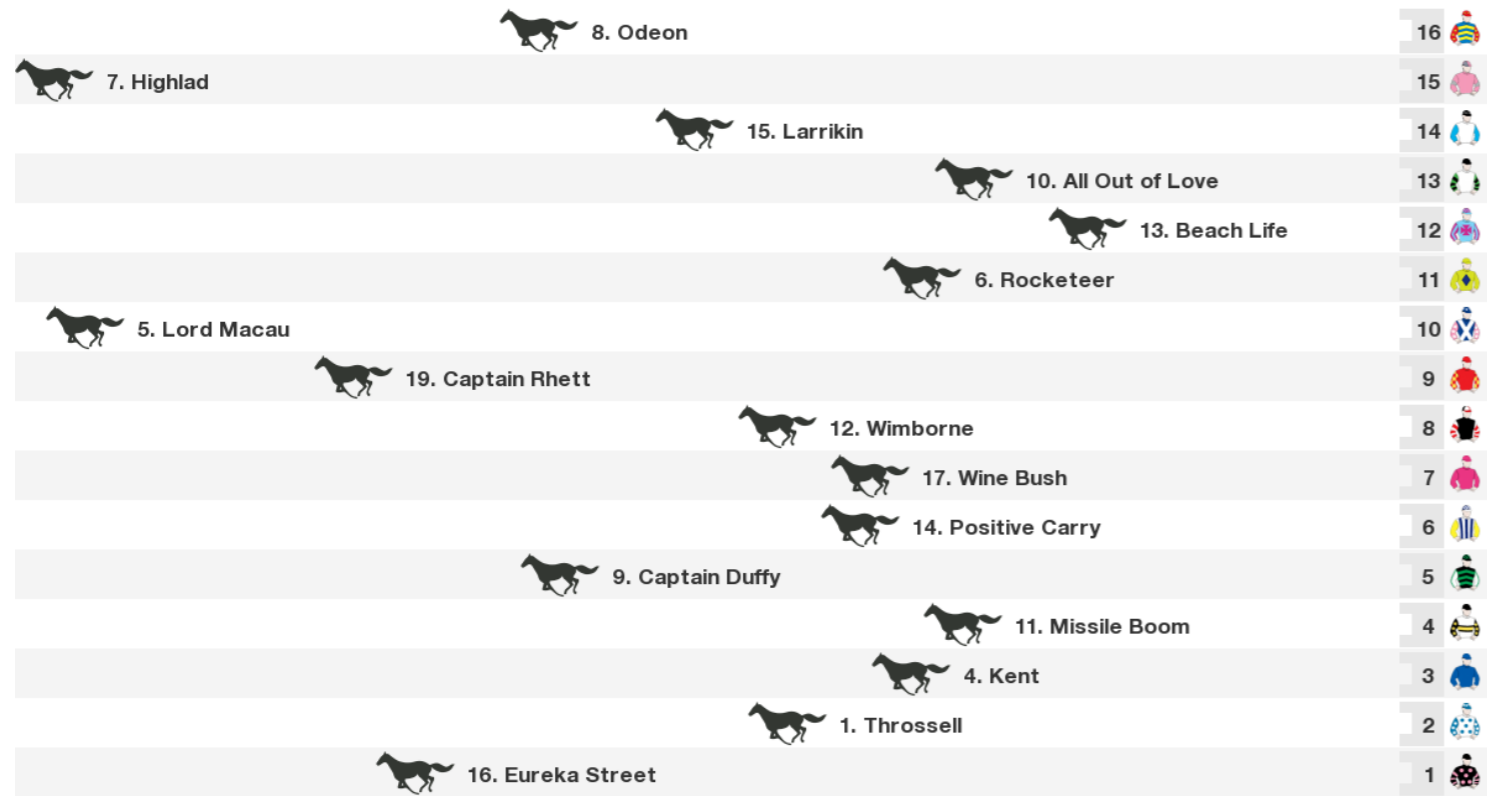 8. Odeon 16
7. Highlad 15
15. Larrikin 14
10. All Out of Love 13
13. Beach Life 12
6. Rocketeer 11
5. Lord Macau 10
19. Captain Rhett 9
12. Wimborne 8
17. Wine Bush 7
14. Positive Carry 6
9. Captain Duffy 5
11. Missile Boom 4
4. Kent 3
1. Throssell 2
16. Eureka Street 1